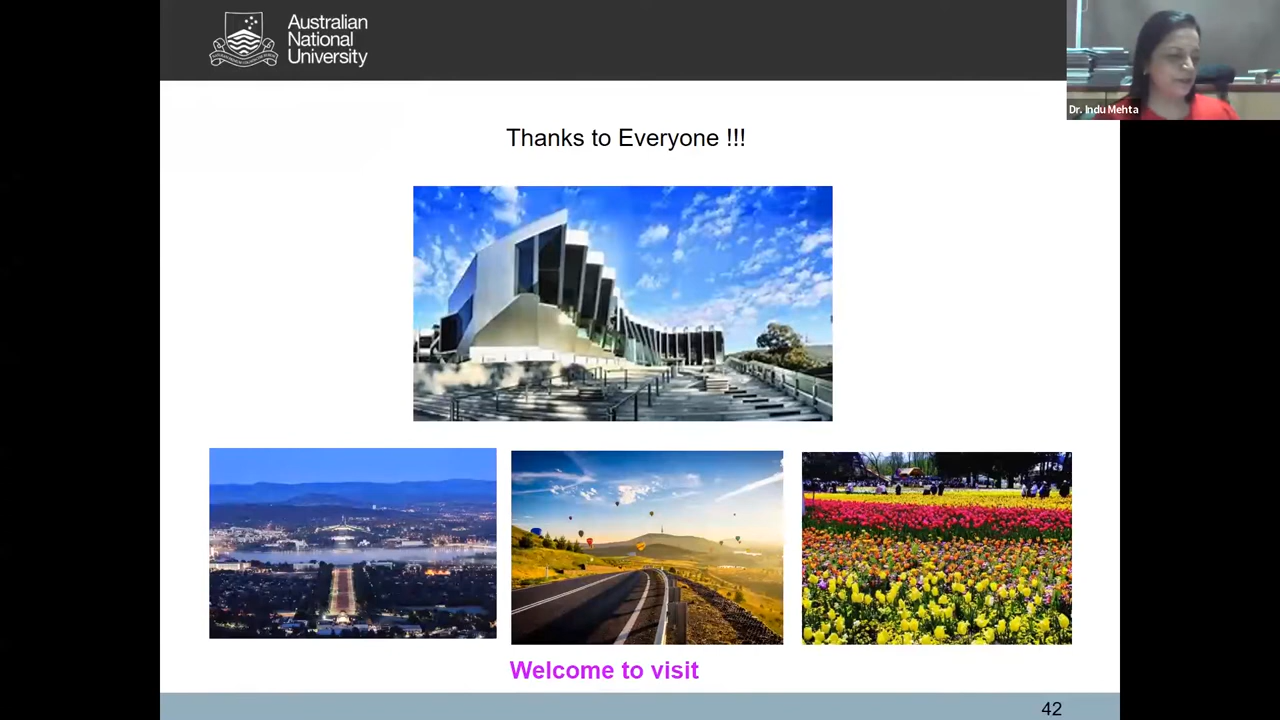 Australian
National
University
Dr. Indu Mehta
Thanks to Everyone !!!
Welcome to visit
42